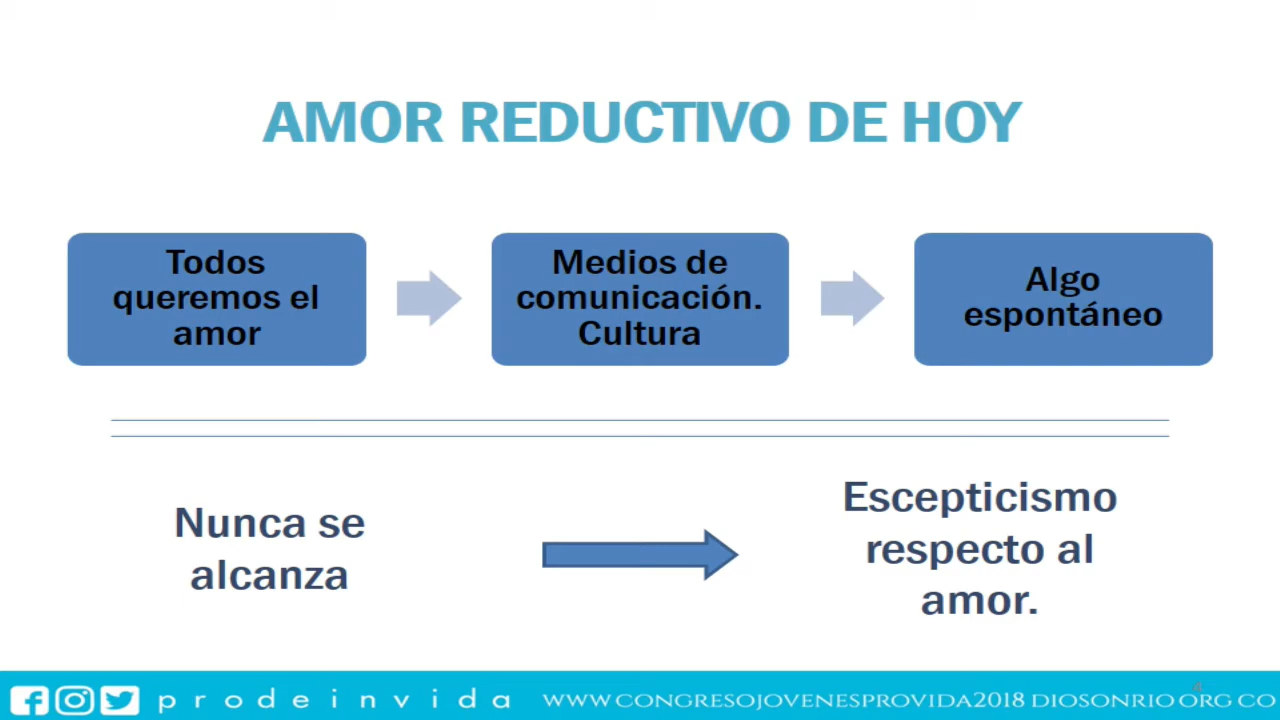 AMOR REDUCTIVO DE HOY
Todos
queremos el
amor
Medios de
comunicación.
Cultura
Algo
espontáneo
Nunca se
alcanza
Escepticismo
respecto al
amor.
4
prodeinvida
WWW.CONGRESOJOVENESPROVIDA2018 DIOSONRIO ORG CO